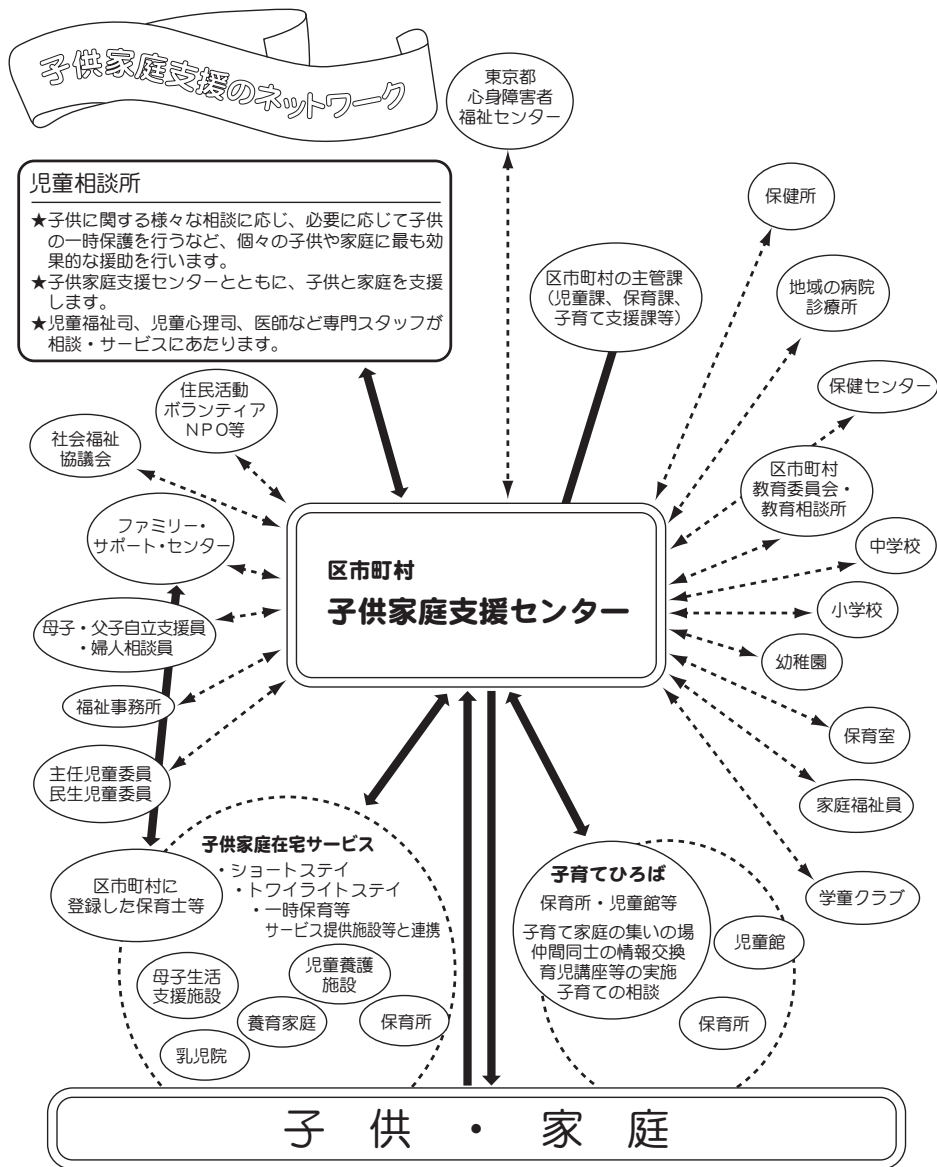 子供家庭支援のネットワーク
東京都
心身障害者
福祉センター
児童相談所
★子供に関する様々な相談に応じ、必要に応じて子供
の一時保護を行うなど、個々の子供や家庭に最も効
果的な援助を行います。
★子供家庭支援センターとともに、子供と家庭を支援
します。
★児童福祉司、児童心理司、医師など専門スタッフが
相談・サービスにあたります。
保健所
区市町村の主管課
（児童課、保育課、
子育て支援課等）
地域の病院
診療所
保健センター
住民活動
ボランティア
ＮＰＯ等
社会福祉
協議会
区市町村
教育委員会・
教育相談所
ファミリー・
サポート・センター
中学校
区市町村
子供家庭支援センター
小学校
母子・父子自立支援員
・婦人相談員
幼稚園
福祉事務所
保育室
主任児童委員
民生児童委員
家庭福祉員
区市町村に
登録した保育士等
子供家庭在宅サービス
・ショートステイ
・トワイライトステイ
・一時保育等
サービス提供施設等と連携
子育てひろば
保育所・児童館等
子育て家庭の集いの場
仲間同士の情報交換
育児講座等の実施
子育ての相談
学童クラブ
児童館
母子生活
支援施設
児童養護
施設
養育家庭
保育所
乳児院
保育所
子供・家庭